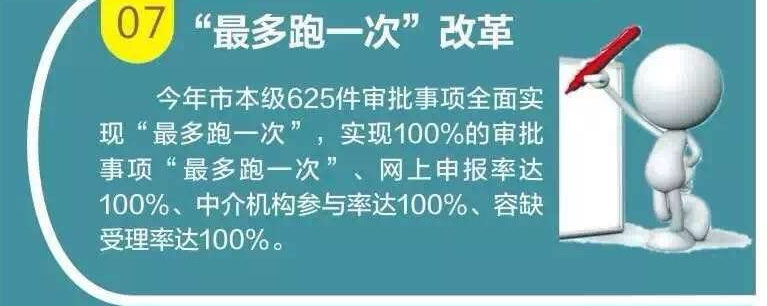 07
“最多跑一次”改革
今年市本级625件审批事项全面实
现“最多跑一次”，实现100%的审批
事项“最多跑一次”、网上申报率达
100%、中介机构参与率达100%、容缺
受理率达100%。